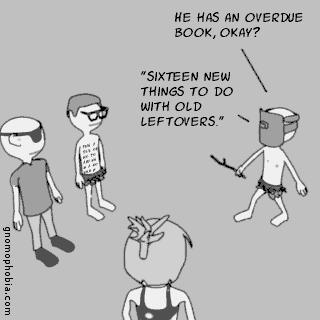 HE HAS AN OVERDUE
BOOK, OKAY?
"SIXTEEN NEW
THINGS TO DO
WITH OLD
LEFTOVERS."
gnomophobia.com